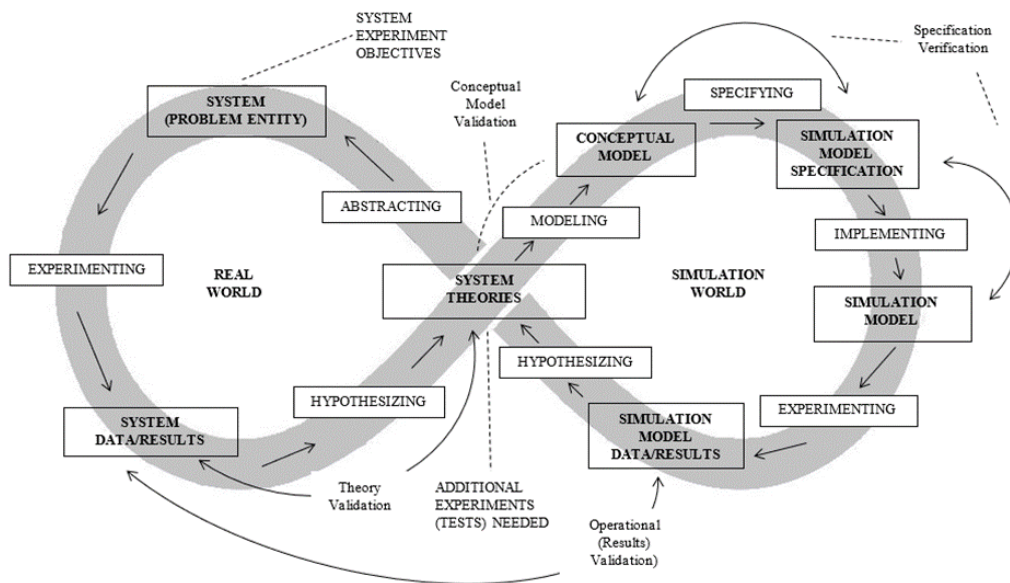 SYSTEM
EXPERIMENT
OBJECTIVES
Specification
Verification
Conceptual
Model
Validation
SPECIFYING
SYSTEM
(PROBLEM ENTITY)
CONCEPTUAL
MODEL
SIMULATION
MODEL
SPECIFICATION
ABSTRACTING
MODELING
IMPLEMENTING
EXPERIMENTING
REAL
WORLD
SYSTEM
THEORIES
SIMULATION
WORLD
SIMULATION
MODEL
HYPOTHESIZING
HYPOTHESIZING
EXPERIMENTING
SYSTEM
DATA/RESULTS
SIMULATION
MODEL
DATA/RESULTS
Theory
Validation
ADDITIONAL
EXPERIMENTS
(TESTS) NEEDED
Operational
(Results)
Validation)